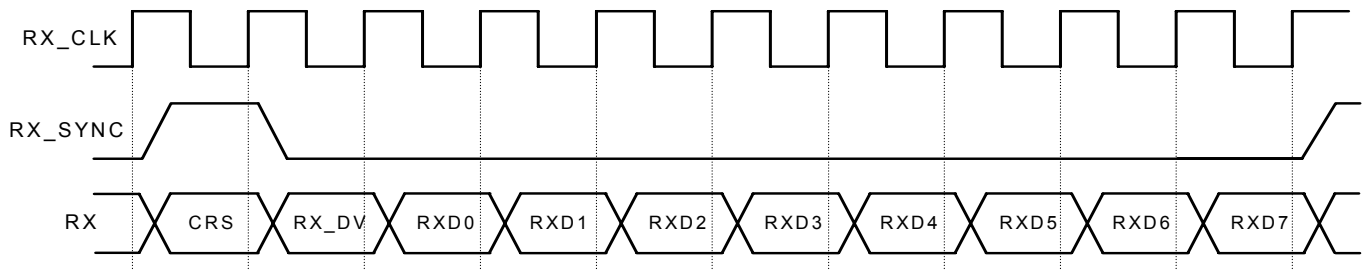 RX_CLK
RX_SYNC
RX CRS RX_DV RXD0 RXD1 RXD2 RXD3 RXD4 RXD5 RXD6 RXD7